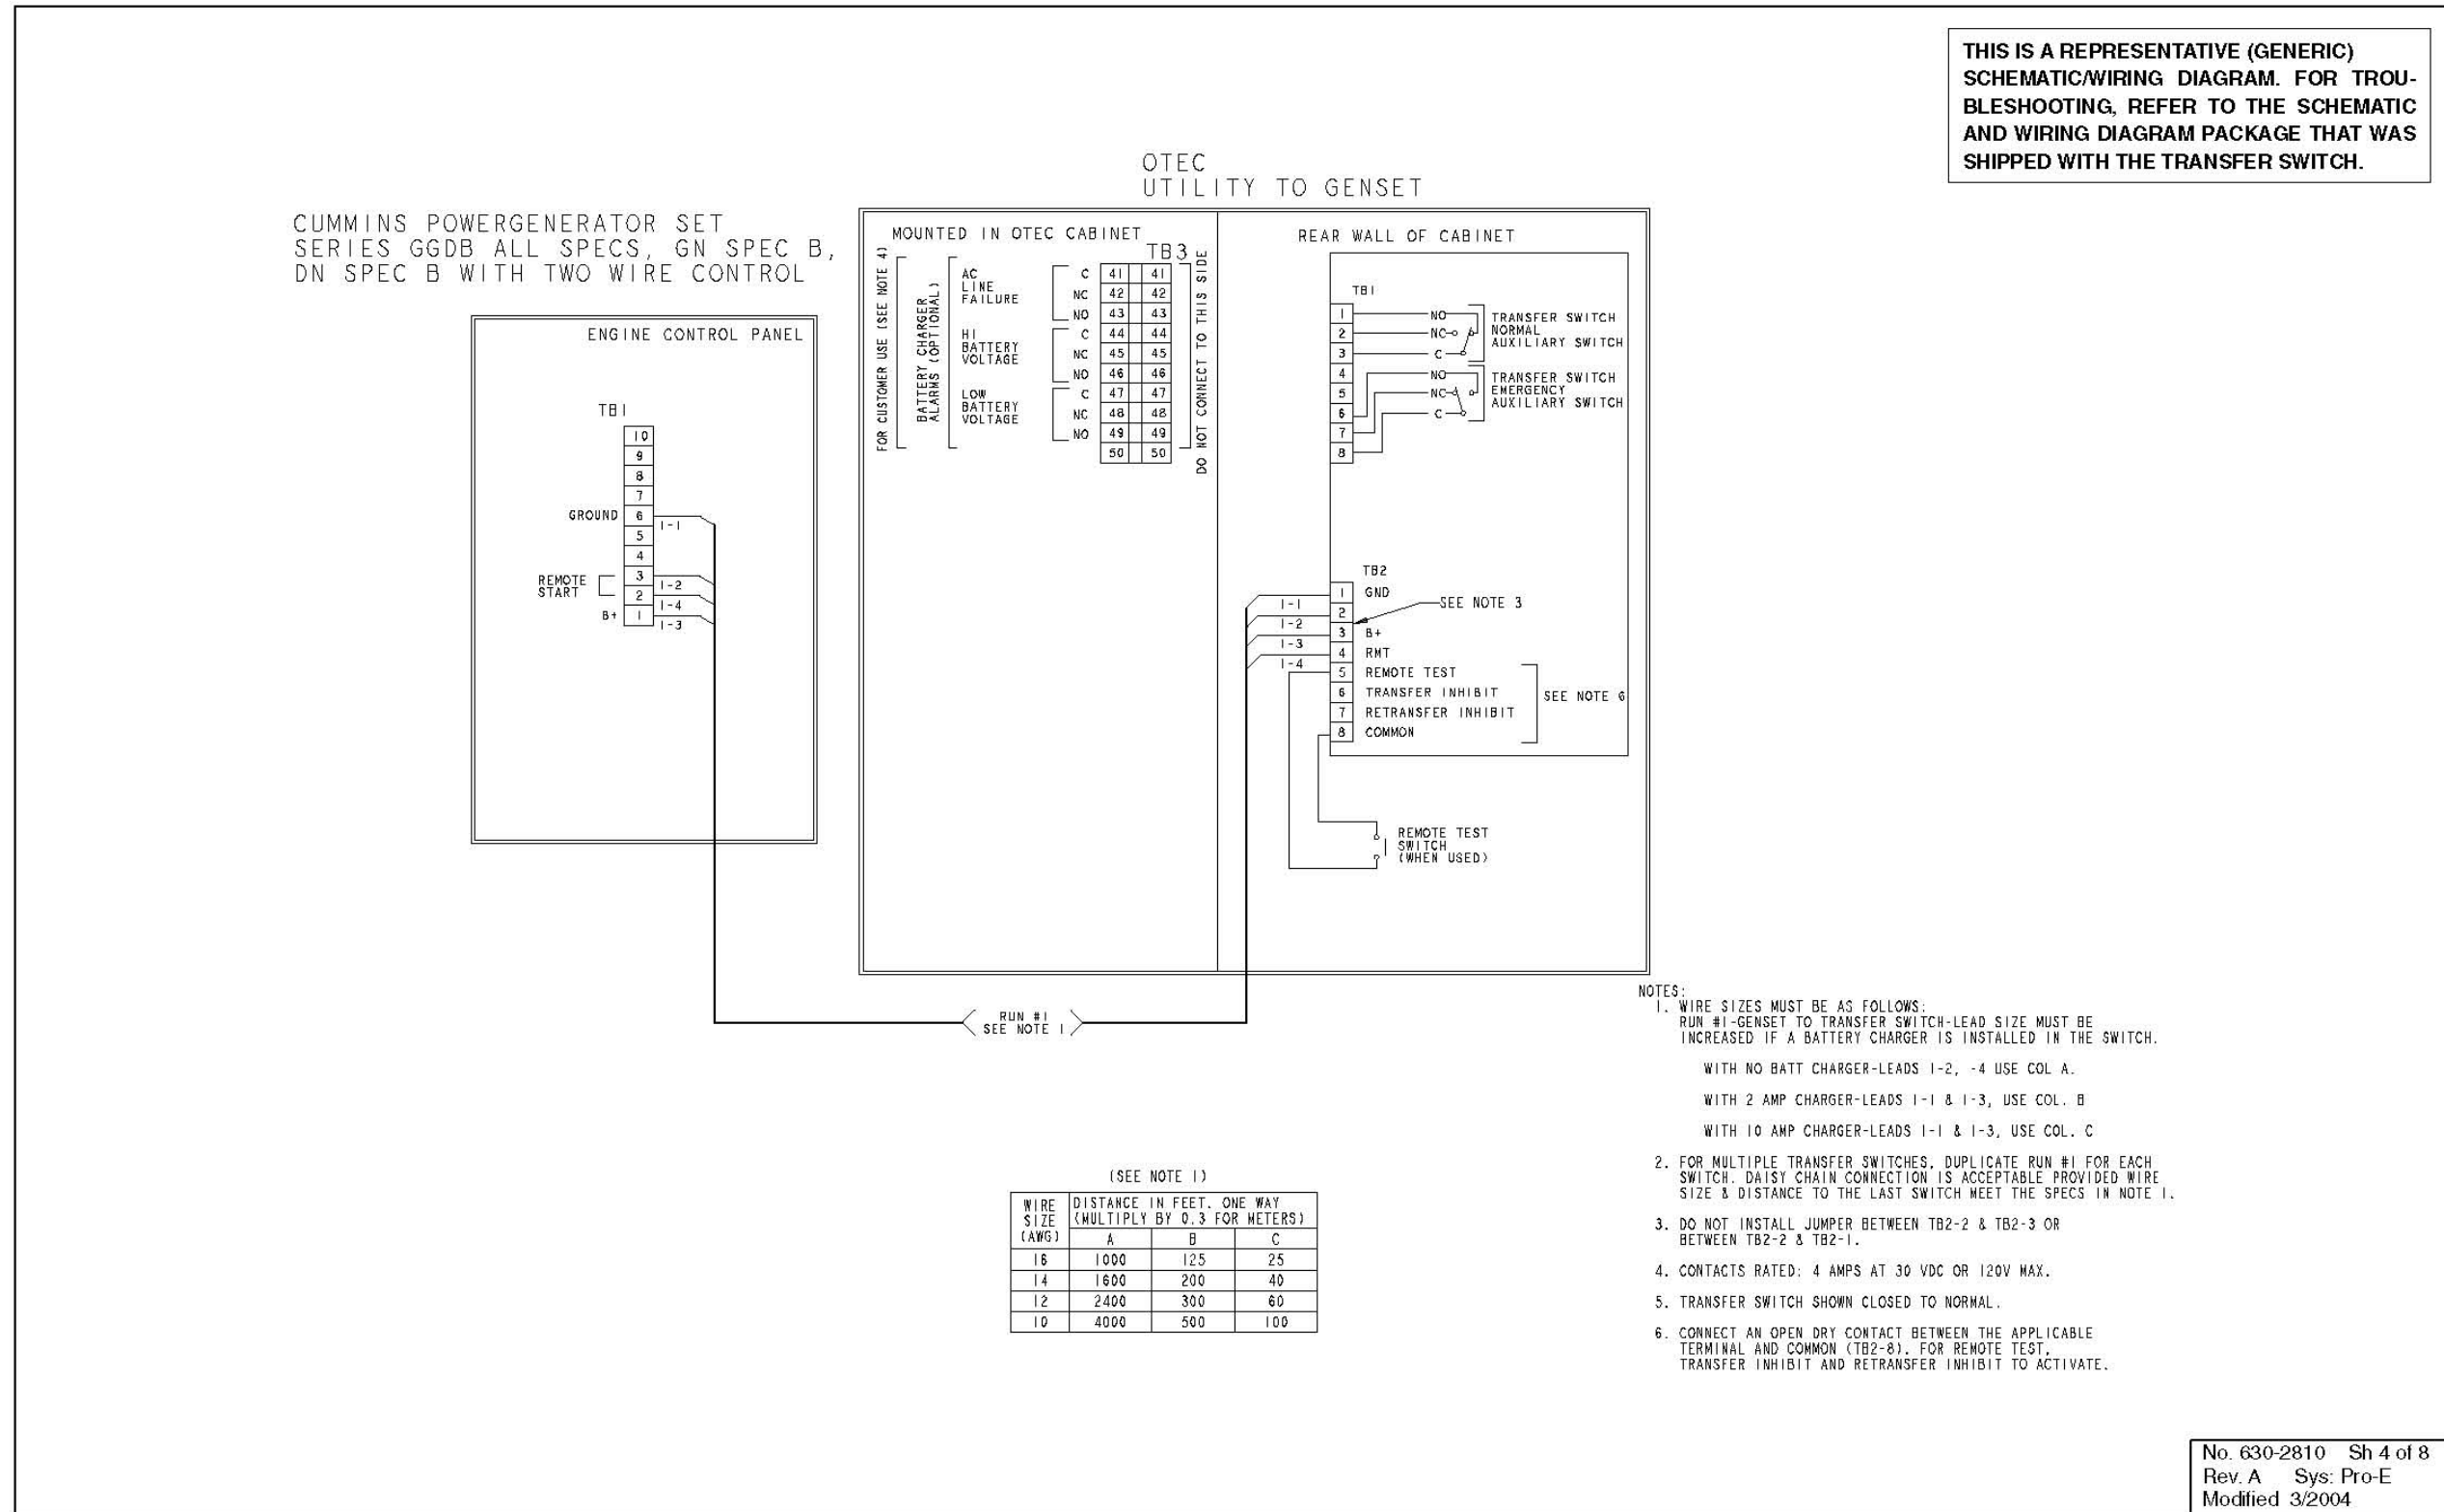 THIS IS A REPRESENTATIVE (GENERIC)
SCHEMATIC/WIRING DIAGRAM. FOR TROU-
BLESHOOTING, REFER TO THE SCHEMATIC
AND WIRING DIAGRAM PACKAGE THAT WAS
SHIPPED WITH THE TRANSFER SWITCH.
OTEC
UTILITY TO GENSET
CUMMINS POWERGENERATOR SET
SERIES GGDB ALL SPECS, GN SPEC B,
DN SPEC B WITH TWO WIRE CONTROL
ENGINE CONTROL PANEL
TB1
10
9
8
7
GROUND 6 1-1
5
4
REMOTE
START
3 1-2
2 1-4
B+ 1 1-3
MOUNTED IN OTEC CABINET
TB3
FOR CUSTOMER USE (SEE NOTE 4)
BATTERY CHARGER
ALARMS (OPTIONAL)
AC
LINE
FAILURE
C 41 41
NC 42 42
NO 43 43
HI
BATTERY
VOLTAGE
C 44 44
NC 45 45
NO 46 46
LOW
BATTERY
VOLTAGE
C 47 47
NC 48 48
NO 49 49
50 50
DO NOT CONNECT TO THIS SIDE
REAR WALL OF CABINET
TB1
1 NO
2 NC
3 C
TRANSFER SWITCH
NORMAL
AUXILIARY SWITCH
4 NO
5 NC
6 C
7
8
TRANSFER SWITCH
EMERGENCY
AUXILIARY SWITCH
TB2
1-1 1 GND
1-2 2
SEE NOTE 3
1-3 3 B+
1-4 4 RMT
5 REMOTE TEST
6 TRANSFER INHIBIT
7 RETRANSFER INHIBIT
8 COMMON
SEE NOTE 6
REMOTE TEST
SWITCH
(WHEN USED)
RUN #1
SEE NOTE 1
(SEE NOTE 1)
WIRE
SIZE
(AWG)
DISTANCE IN FEET. ONE WAY
(MULTIPLY BY 0.3 FOR METERS)
A B C
16 1000 125 25
14 1600 200 40
12 2400 300 60
10 4000 500 100
NOTES:
1. WIRE SIZES MUST BE AS FOLLOWS:
RUN #1-GENSET TO TRANSFER SWITCH-LEAD SIZE MUST BE
INCREASED IF A BATTERY CHARGER IS INSTALLED IN THE SWITCH.
WITH NO BATT CHARGER-LEADS 1-2, -4 USE COL A.
WITH 2 AMP CHARGER-LEADS 1-1 & 1-3, USE COL. B
WITH 10 AMP CHARGER-LEADS 1-1 & 1-3, USE COL. C
2. FOR MULTIPLE TRANSFER SWITCHES, DUPLICATE RUN #1 FOR EACH
SWITCH. DAISY CHAIN CONNECTION IS ACCEPTABLE PROVIDED WIRE
SIZE & DISTANCE TO THE LAST SWITCH MEET THE SPECS IN NOTE 1.
3. DO NOT INSTALL JUMPER BETWEEN TB2-2 & TB2-3 OR
BETWEEN TB2-2 & TB2-1.
4. CONTACTS RATED: 4 AMPS AT 30 VDC OR 120V MAX.
5. TRANSFER SWITCH SHOWN CLOSED TO NORMAL.
6. CONNECT AN OPEN DRY CONTACT BETWEEN THE APPLICABLE
TERMINAL AND COMMON (TB2-8). FOR REMOTE TEST,
TRANSFER INHIBIT AND RETRANSFER INHIBIT TO ACTIVATE.
No. 630-2810 Sh 4 of 8
Rev. A Sys: Pro-E
Modified 3/2004